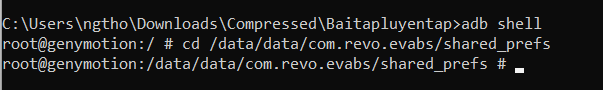 C:\Users\ngtho\Downloads\Compressed\Baitapluyentap>adb shell
root@genymotion:/ # cd /data/data/com.revo.evabs/shared_prefs
root@genymotion:/data/data/com.revo.evabs/shared_prefs #